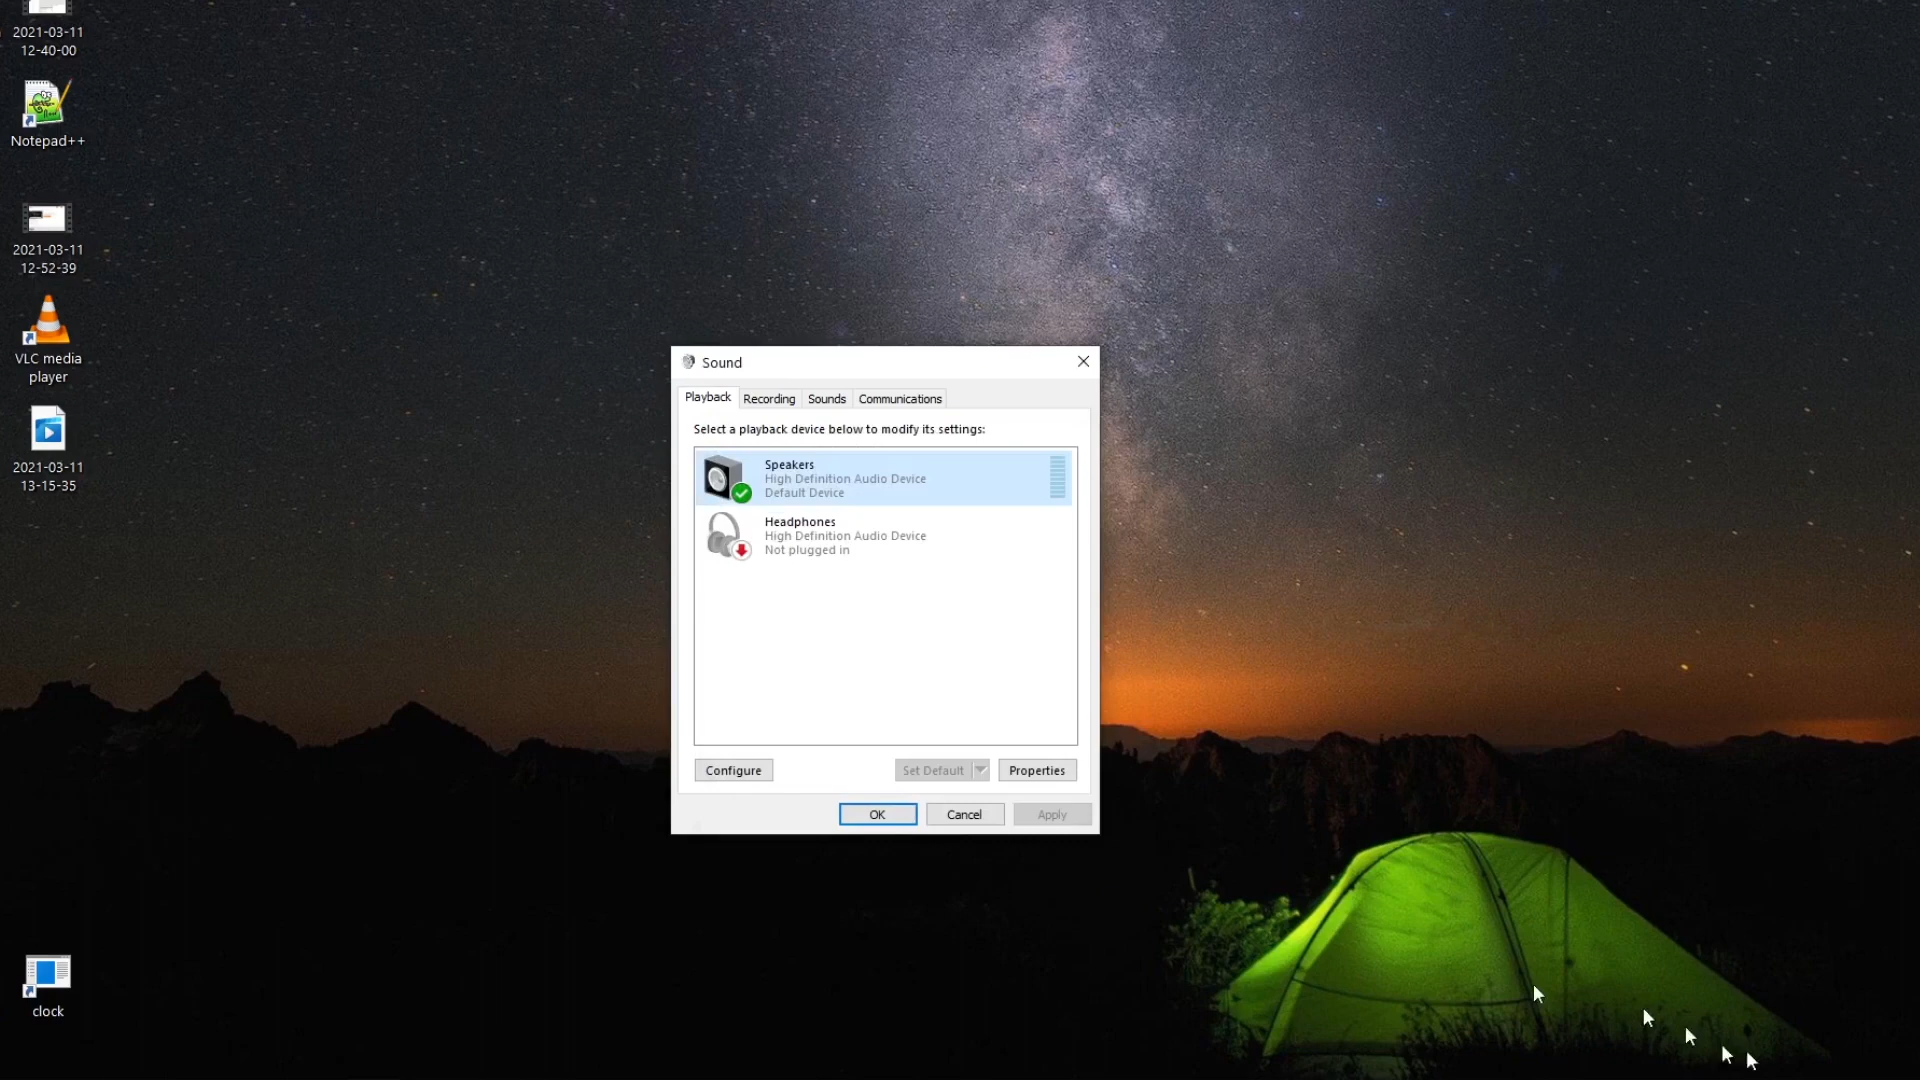 2021-03-11
12-40-00
Notepad++
2021-03-11
12-52-39
VLC media
player
2021-03-11
13-15-35
clock
Sound
Playback
Recording
Sounds
Communications
Select a playback device below to modify its settings:
Speakers
High Definition Audio Device
Default Device
Headphones
High Definition Audio Device
Not plugged in
Configure
Set Default
Properties
OK
Cancel
Apply